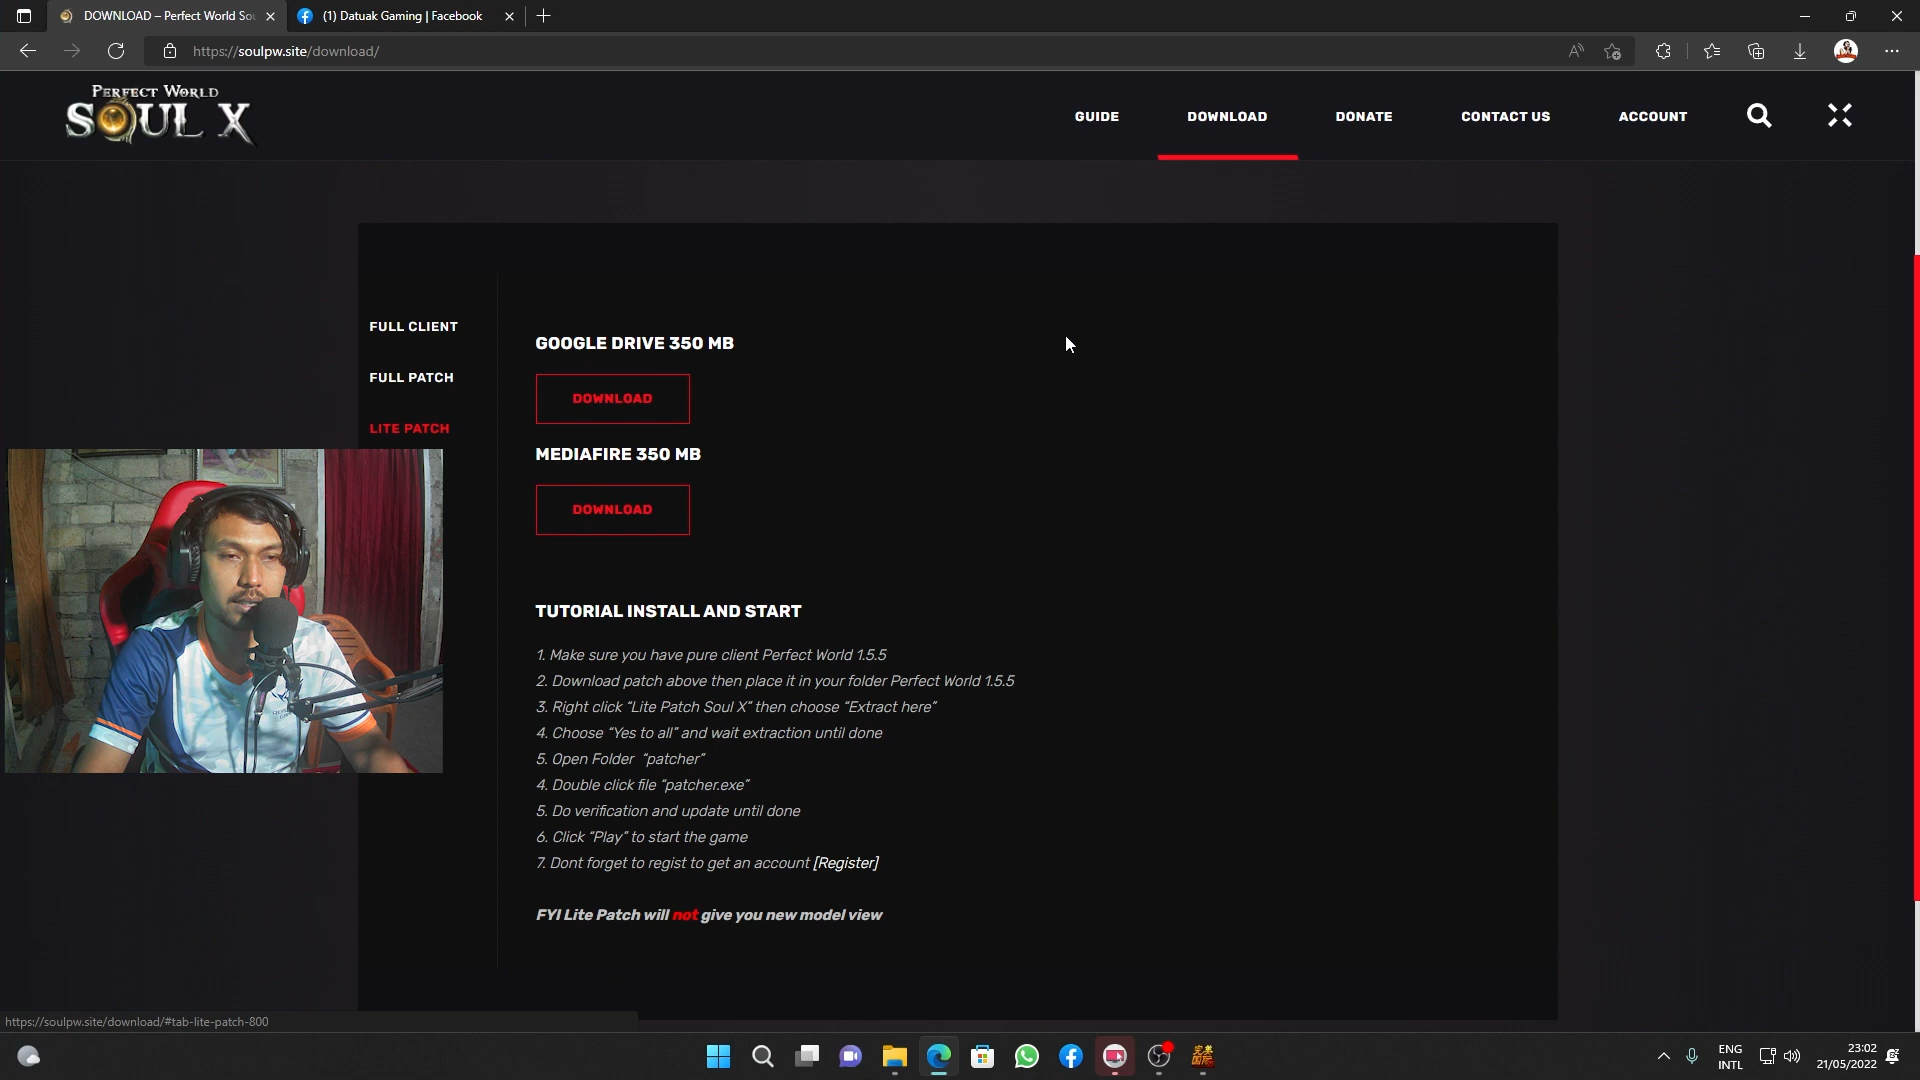 DOWNLOAD – Perfect World So
(1) Datuak Gaming | Facebook
https://soulpw.site/download/
PERFECT WORLD
SOUL X
GUIDE
DOWNLOAD
DONATE
CONTACT US
ACCOUNT
FULL CLIENT
FULL PATCH
LITE PATCH
GOOGLE DRIVE 350 MB
DOWNLOAD
MEDIAFIRE 350 MB
DOWNLOAD
TUTORIAL INSTALL AND START
1. Make sure you have pure client Perfect World 1.5.5
2. Download patch above then place it in your folder Perfect World 1.5.5
3. Right click “Lite Patch Soul X” then choose “Extract here”
4. Choose “Yes to all” and wait extraction until done
5. Open Folder “patcher”
4. Double click file “patcher.exe”
5. Do verification and update until done
6. Click “Play” to start the game
7. Dont forget to regist to get an account [Register]
FYI Lite Patch will not give you new model view
https://soulpw.site/download/#tab-lite-patch-800
完美
国际
ENG
INTL
23:02
21/05/2022